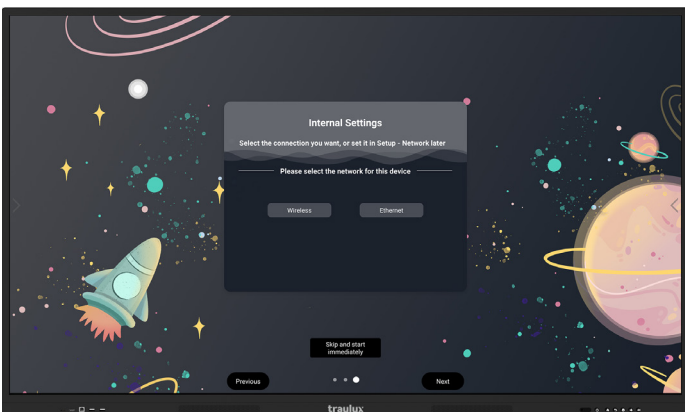 Internal Settings
Select the connection you want, or set it in Setup - Network later
Please select the network for this device
Wireless
Ethernet
Skip and start
immediately
Previous
Next
traulux